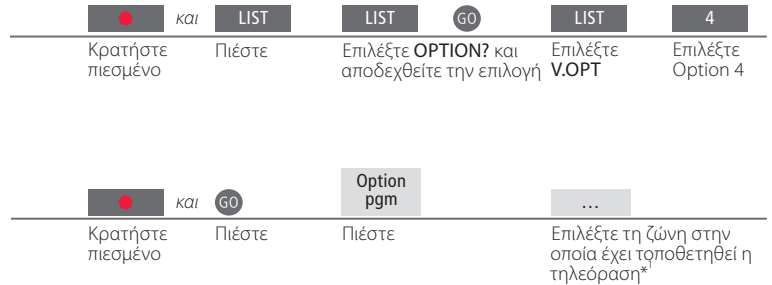 και LIST LIST GO LIST 4
Κρατήστε Πιέστε Επιλέξτε OPTION? και Επιλέξτε Επιλέξτε
πιεσμένο αποδεχθείτε την επιλογή V.OPT Option 4
Option
και GO pgm ...
Κρατήστε Πιέστε Πιέστε Επιλέξτε τη ζώνη στην
πιεσμένο οποία έχει τοποθετηθεί η
τηλεόραση*